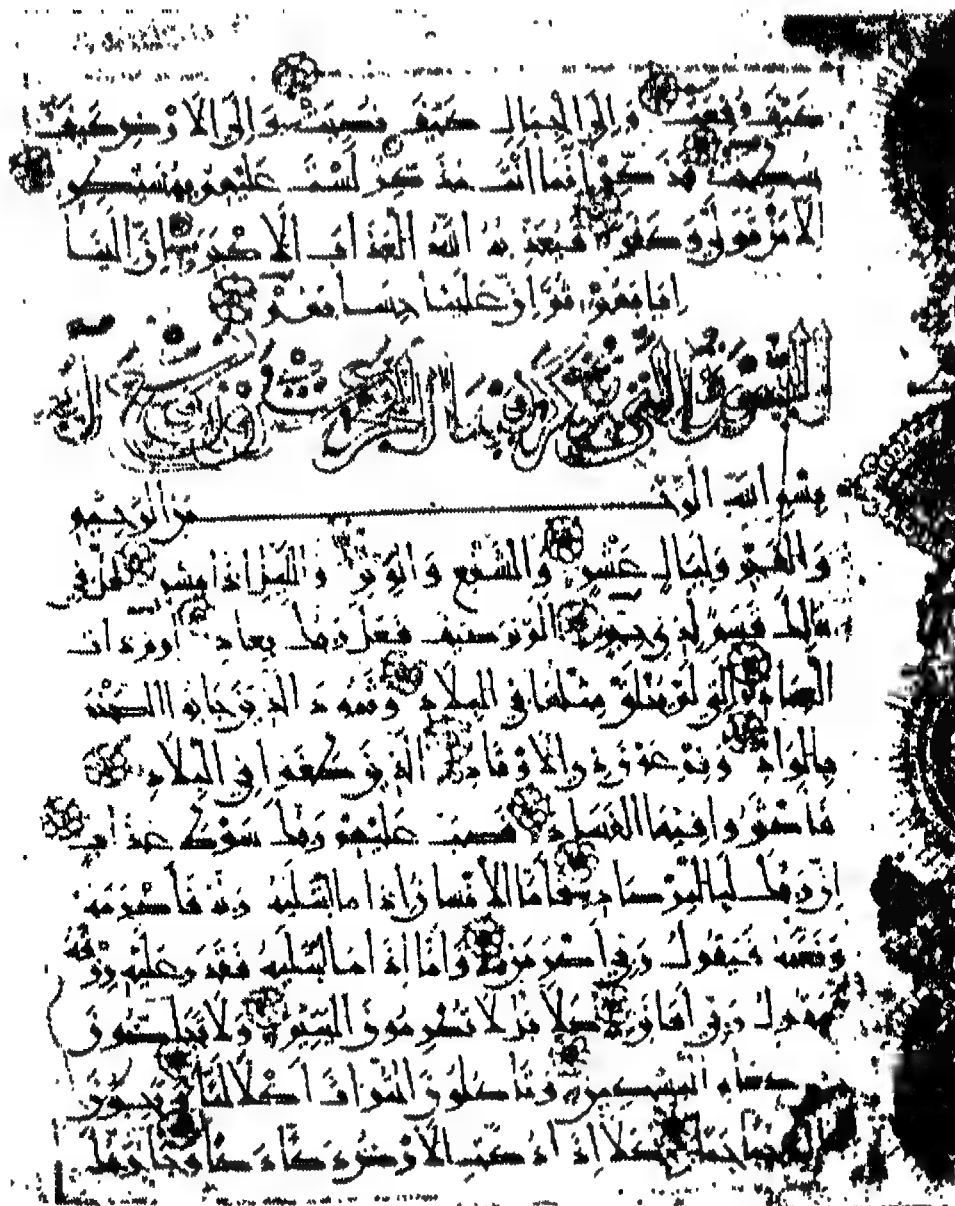 كيف رفعت وإلى الجبال كيف نصبت وإلى الأرض كيف
سطحت فذكر إنما أنت مذكر لست عليهم بمسيطر
إلا من تولى وكفر فيعذبه الله العذاب الأكبر إن إلينا
إيابهم ثم إن علينا حسابهم
بسم الله الرحمن الرحيم
والفجر وليال عشر والشفع والوتر والليل إذا يسر هل في
ذلك قسم لذي حجر ألم تر كيف فعل ربك بعاد إرم ذات
العماد التي لم يخلق مثلها في البلاد وثمود الذين جابوا الصخر
بالواد وفرعون ذي الأوتاد الذين طغوا في البلاد
فأكثروا فيها الفساد فصب عليهم ربك سوط عذاب
إن ربك لبالمرصاد فأما الإنسان إذا ما ابتليه ربه فأكرمه
ونعمه فيقول ربي أكرمن وأما إذا ما ابتليه فقدر عليه رزقه
فيقول ربي أهانن كلا بل لا تكرمون اليتيم ولا تحاضون
على طعام المسكين وتأكلون التراث أكلا لما وتحبون
المال حبا جما كلا إذا دكت الأرض دكا دكا وجاء ربك